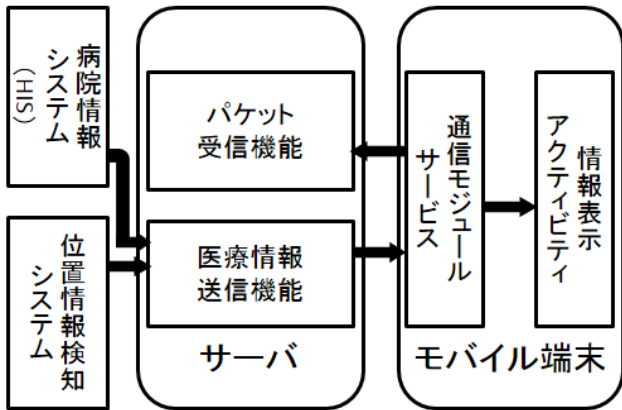 病院情報
システム
(HIS)
位置情報検知
システム
パケット
受信機能
医療情報
送信機能
サーバ
通信モジュール
サービス
情報表示
アクティビティ
モバイル端末